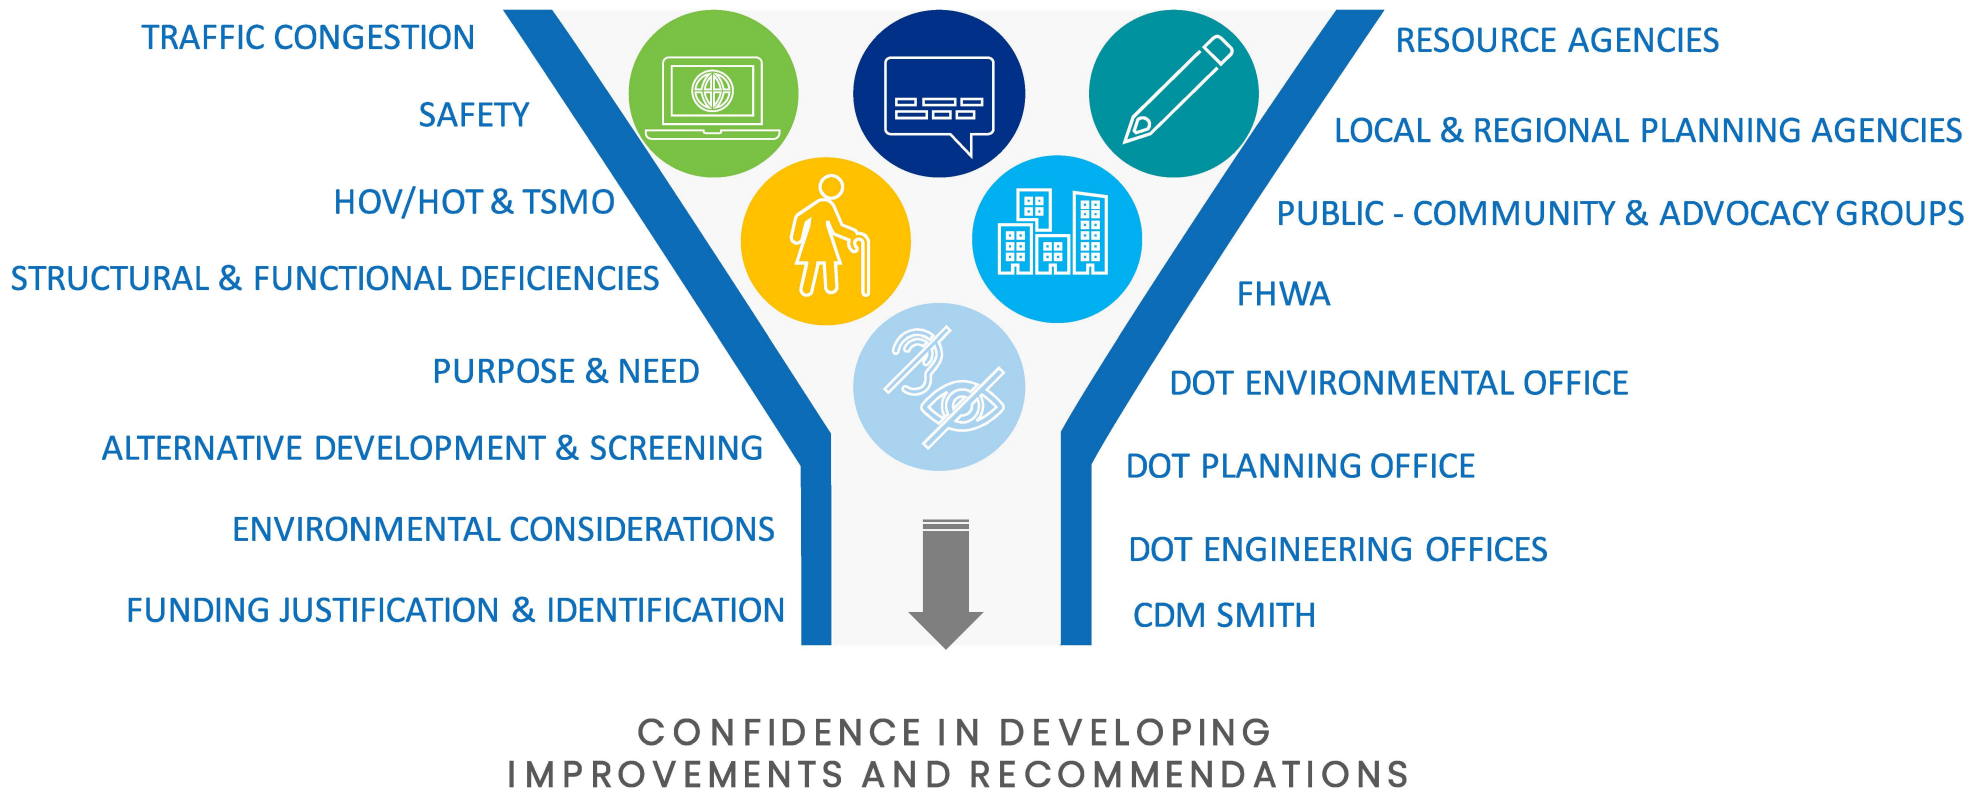 TRAFFIC CONGESTION
SAFETY
HOV/HOT & TSMO
STRUCTURAL & FUNCTIONAL DEFICIENCIES
PURPOSE & NEED
ALTERNATIVE DEVELOPMENT & SCREENING
ENVIRONMENTAL CONSIDERATIONS
FUNDING JUSTIFICATION & IDENTIFICATION
RESOURCE AGENCIES
LOCAL & REGIONAL PLANNING AGENCIES
PUBLIC - COMMUNITY & ADVOCACY GROUPS
FHWA
DOT ENVIRONMENTAL OFFICE
DOT PLANNING OFFICE
DOT ENGINEERING OFFICES
CDM SMITH
CONFIDENCE IN DEVELOPING
IMPROVEMENTS AND RECOMMENDATIONS